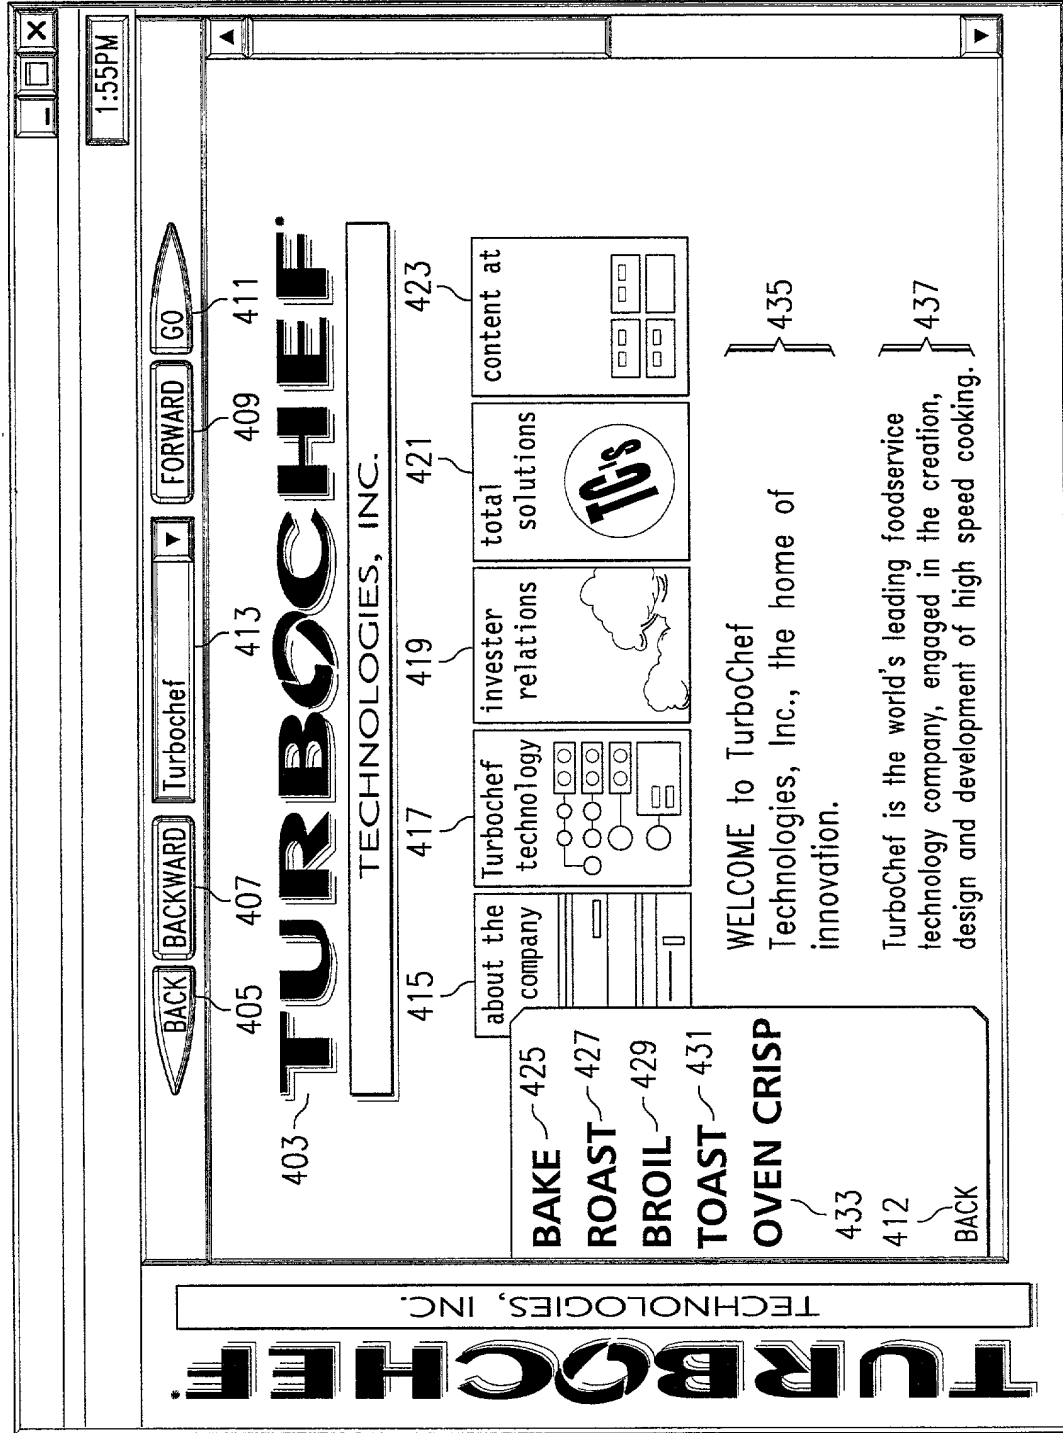 1:55PM
BACK
BACKWARD
Turbochef
FORWARD
GO
405
407
413
409
411
403
TURBOCHEF
TECHNOLOGIES, INC.
415
417
419
421
423
about the
company
Turbochef
technology
invester
relations
total
solutions
TC's
content at
BAKE
425
ROAST
427
BROIL
429
TOAST
431
OVEN CRISP
433
412
BACK
WELCOME to TurboChef
Technologies, Inc., the home of
innovation.
435
TurboChef is the world's leading foodservice
technology company, engaged in the creation,
design and development of high speed cooking.
437
TURBOCHEF
TECHNOLOGIES, INC.